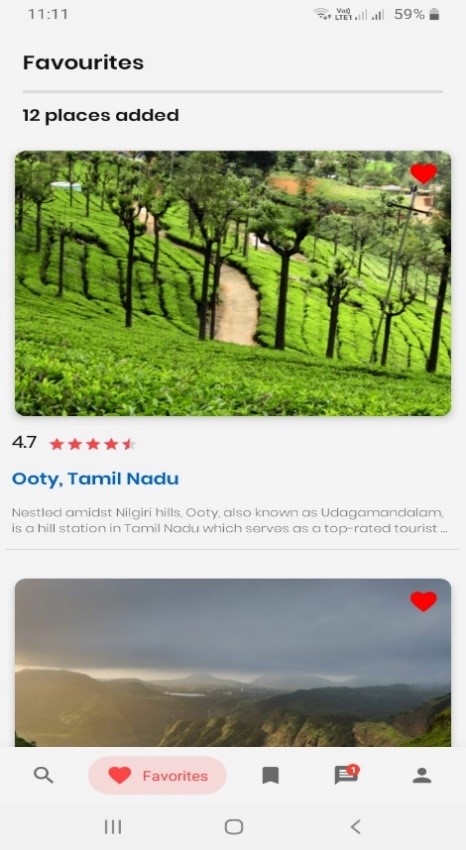 11:11
Vo)) LTE1 59%
Favourites
12 places added
4.7
Ooty, Tamil Nadu
Nestled amidst Nilgiri hills, Ooty, also known as Udagamandalam,
is a hill station in Tamil Nadu which serves as a top-rated tourist ...
Favorites
1